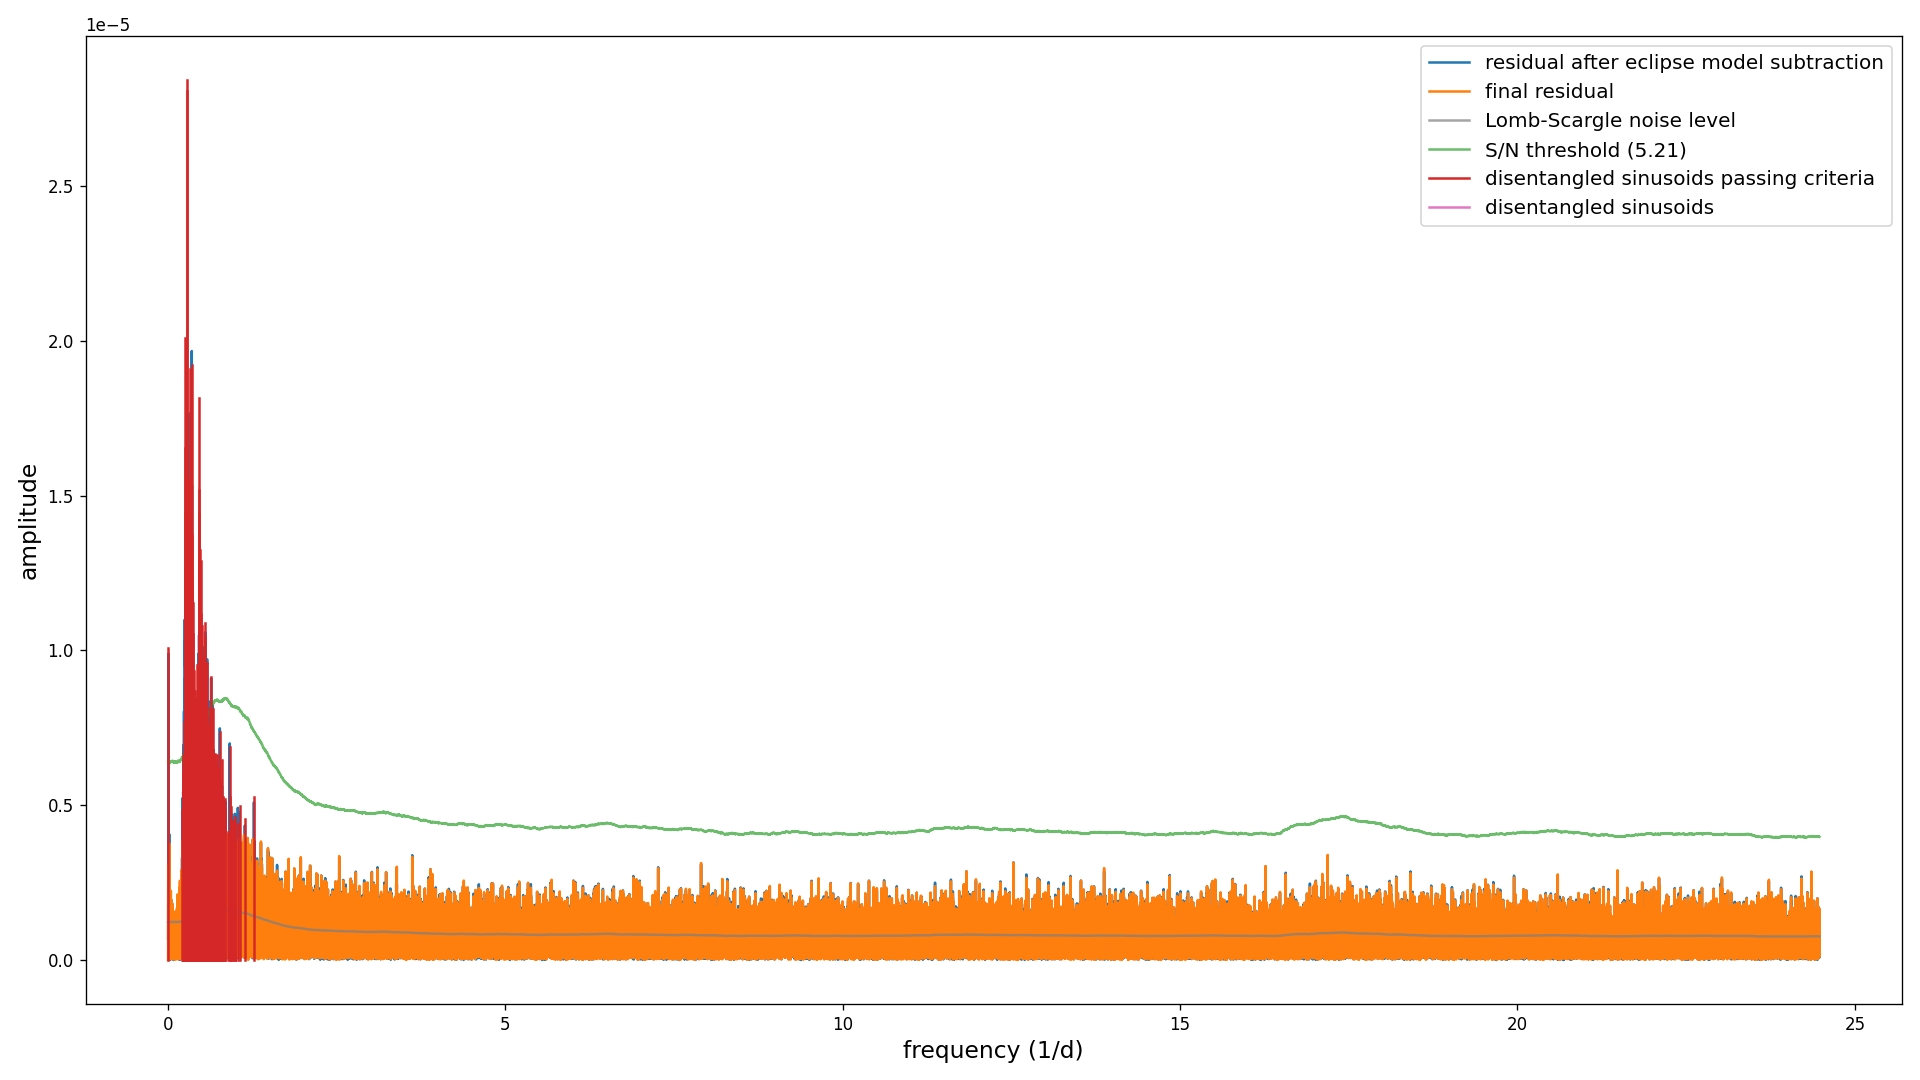 1e−5
residual after eclipse model subtraction
final residual
Lomb-Scargle noise level
S/N threshold (5.21)
disentangled sinusoids passing criteria
disentangled sinusoids
2.5
2.0
1.5
1.0
0.5
0.0
amplitude
0 5 10 15 20 25
frequency (1/d)